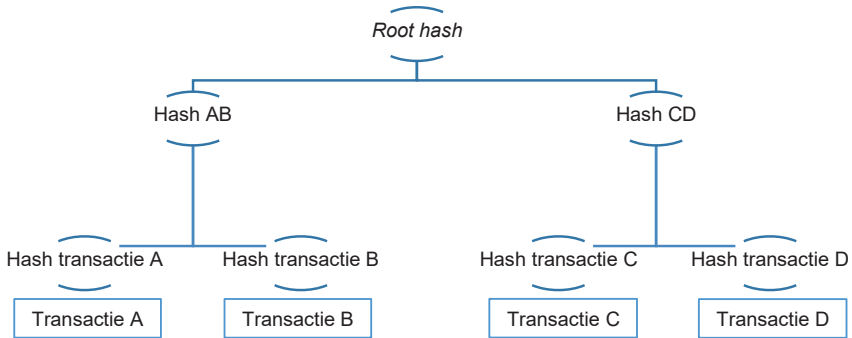 Root hash
Hash AB
Hash CD
Hash transactie A
Hash transactie B
Hash transactie C
Hash transactie D
Transactie A
Transactie B
Transactie C
Transactie D